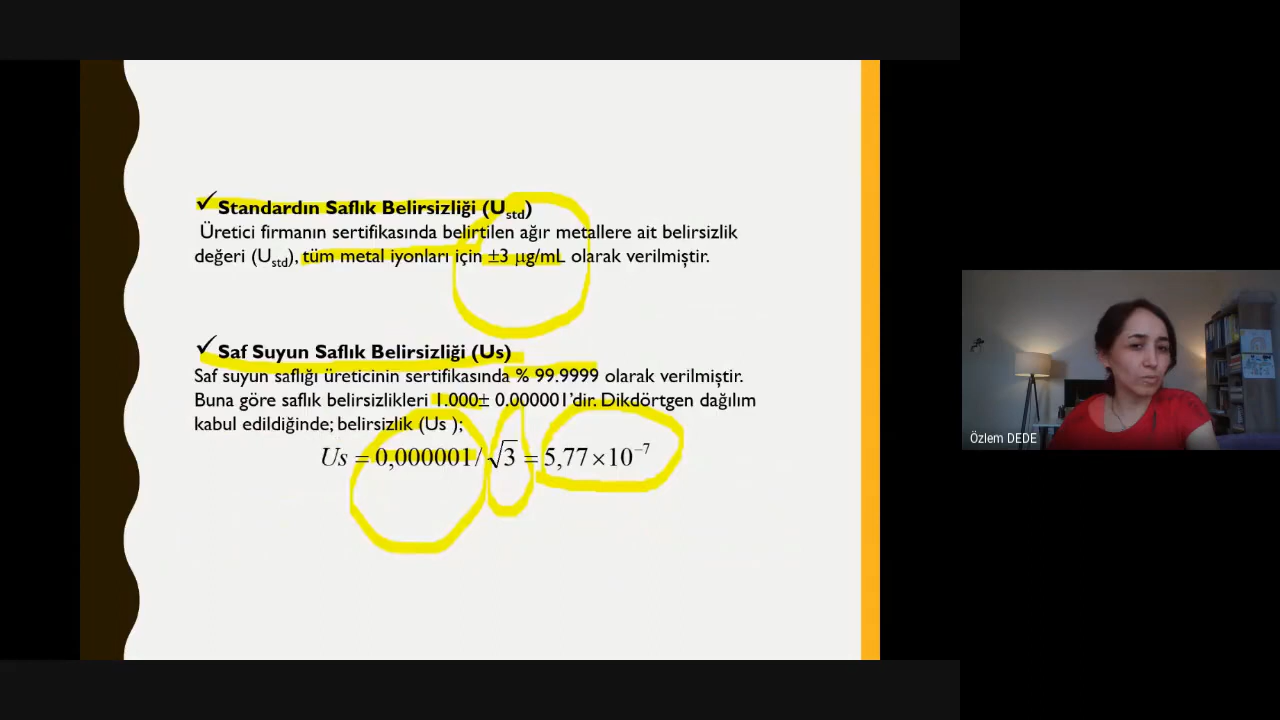 ✓Standardın Saflık Belirsizliği (Ustd)
Üretici firmanın sertifikasında belirtilen ağır metallere ait belirsizlik
değeri (Ustd), tüm metal iyonları için ±3 µg/mL olarak verilmiştir.
✓Saf Suyun Saflık Belirsizliği (Us)
Saf suyun saflığı üreticinin sertifikasında % 99.9999 olarak verilmiştir.
Buna göre saflık belirsizlikleri 1.000± 0.000001'dir. Dikdörtgen dağılım
kabul edildiğinde; belirsizlik (Us );
Us = 0,000001/√3 = 5,77×10⁻⁷
Özlem DEDE